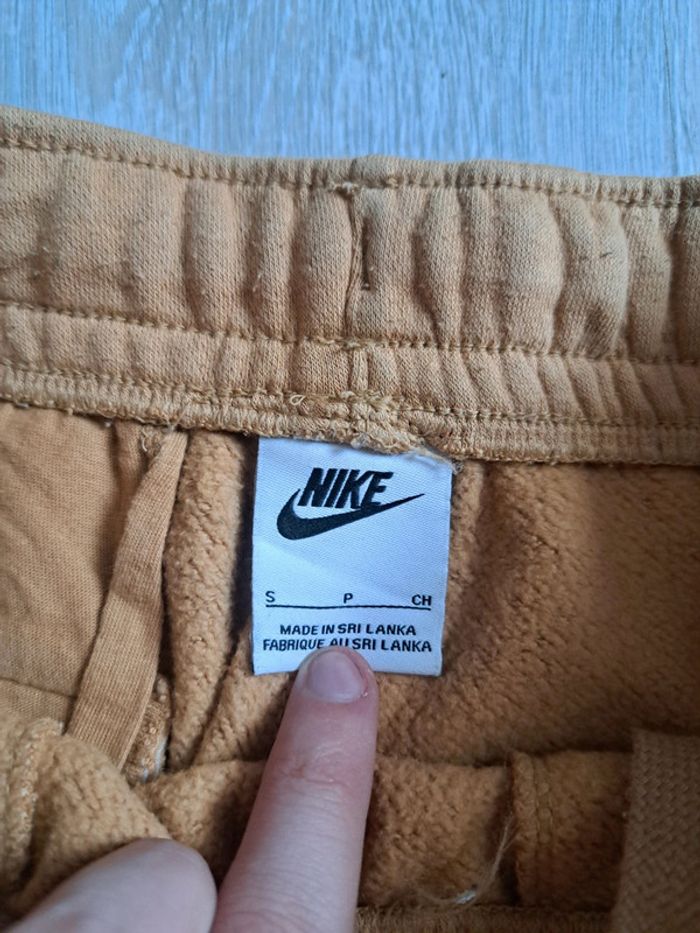 NIKE
S P CH
MADE IN SRI LANKA
FABRIQUE AU SRI LANKA